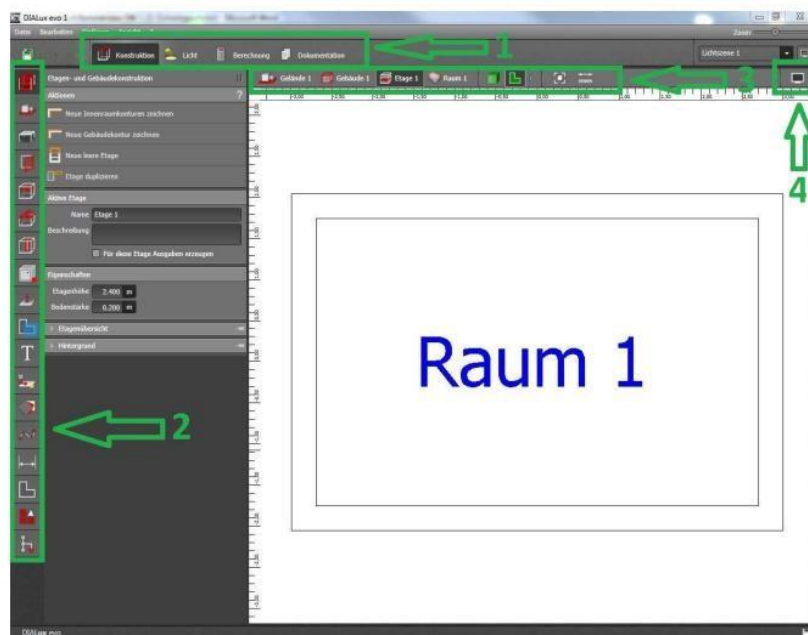 DIALux evo 1
Datei Bearbeiten Ansicht ?
Zoom
Konstruktion Licht Berechnung Dokumentation
1
Lichtszene 1
Etagen- und Gebäudekonstruktion
Gelände 1 Gebäude 1 Etage 1 Raum 1
3
Aktionen ?
Neue Innenraumkonturen zeichnen
Neue Gebäudekontur zeichnen
Neue leere Etage
Etage duplizieren
4
Aktive Etage
Name Etage 1
Beschreibung
Für diese Etage Ausgaben erzeugen
Eigenschaften
Etagenhöhe 2.400 m
Bodenstärke 0.200 m
Etagenübersicht
Hintergrund
Raum 1
T
2
DIALux evo